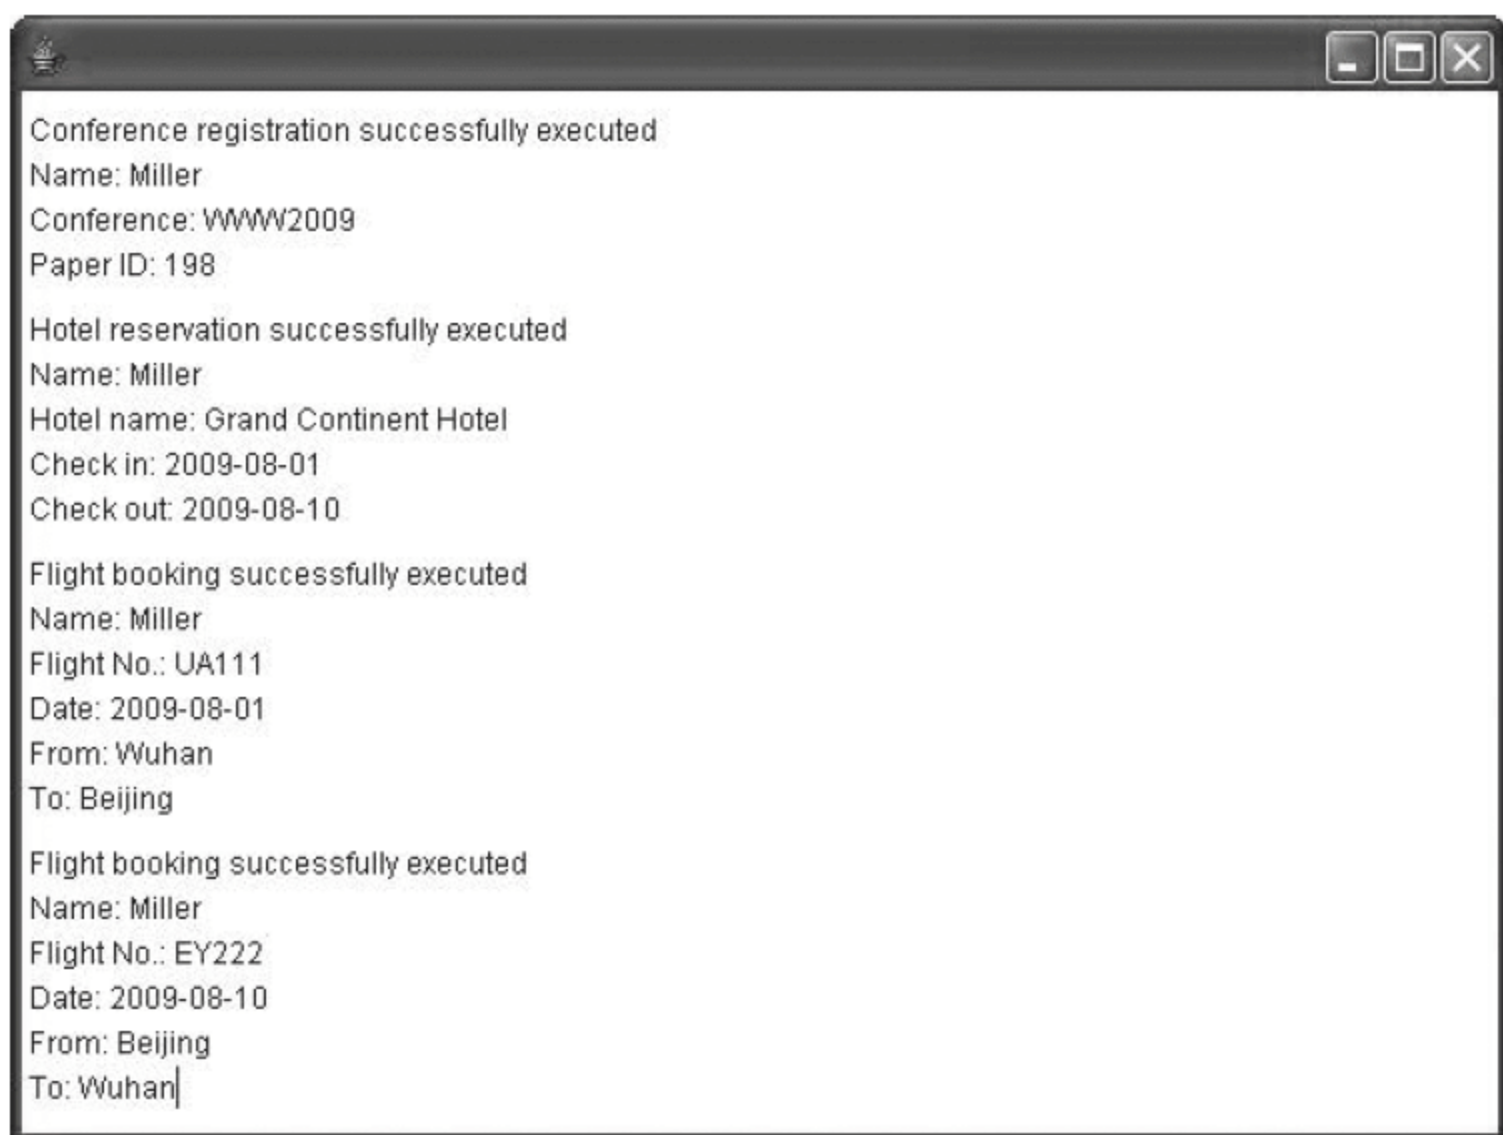 Conference registration successfully executed
Name: Miller
Conference: WWW2009
Paper ID: 198
Hotel reservation successfully executed
Name: Miller
Hotel name: Grand Continent Hotel
Check in: 2009-08-01
Check out: 2009-08-10
Flight booking successfully executed
Name: Miller
Flight No.: UA111
Date: 2009-08-01
From: Wuhan
To: Beijing
Flight booking successfully executed
Name: Miller
Flight No.: EY222
Date: 2009-08-10
From: Beijing
To: Wuhan